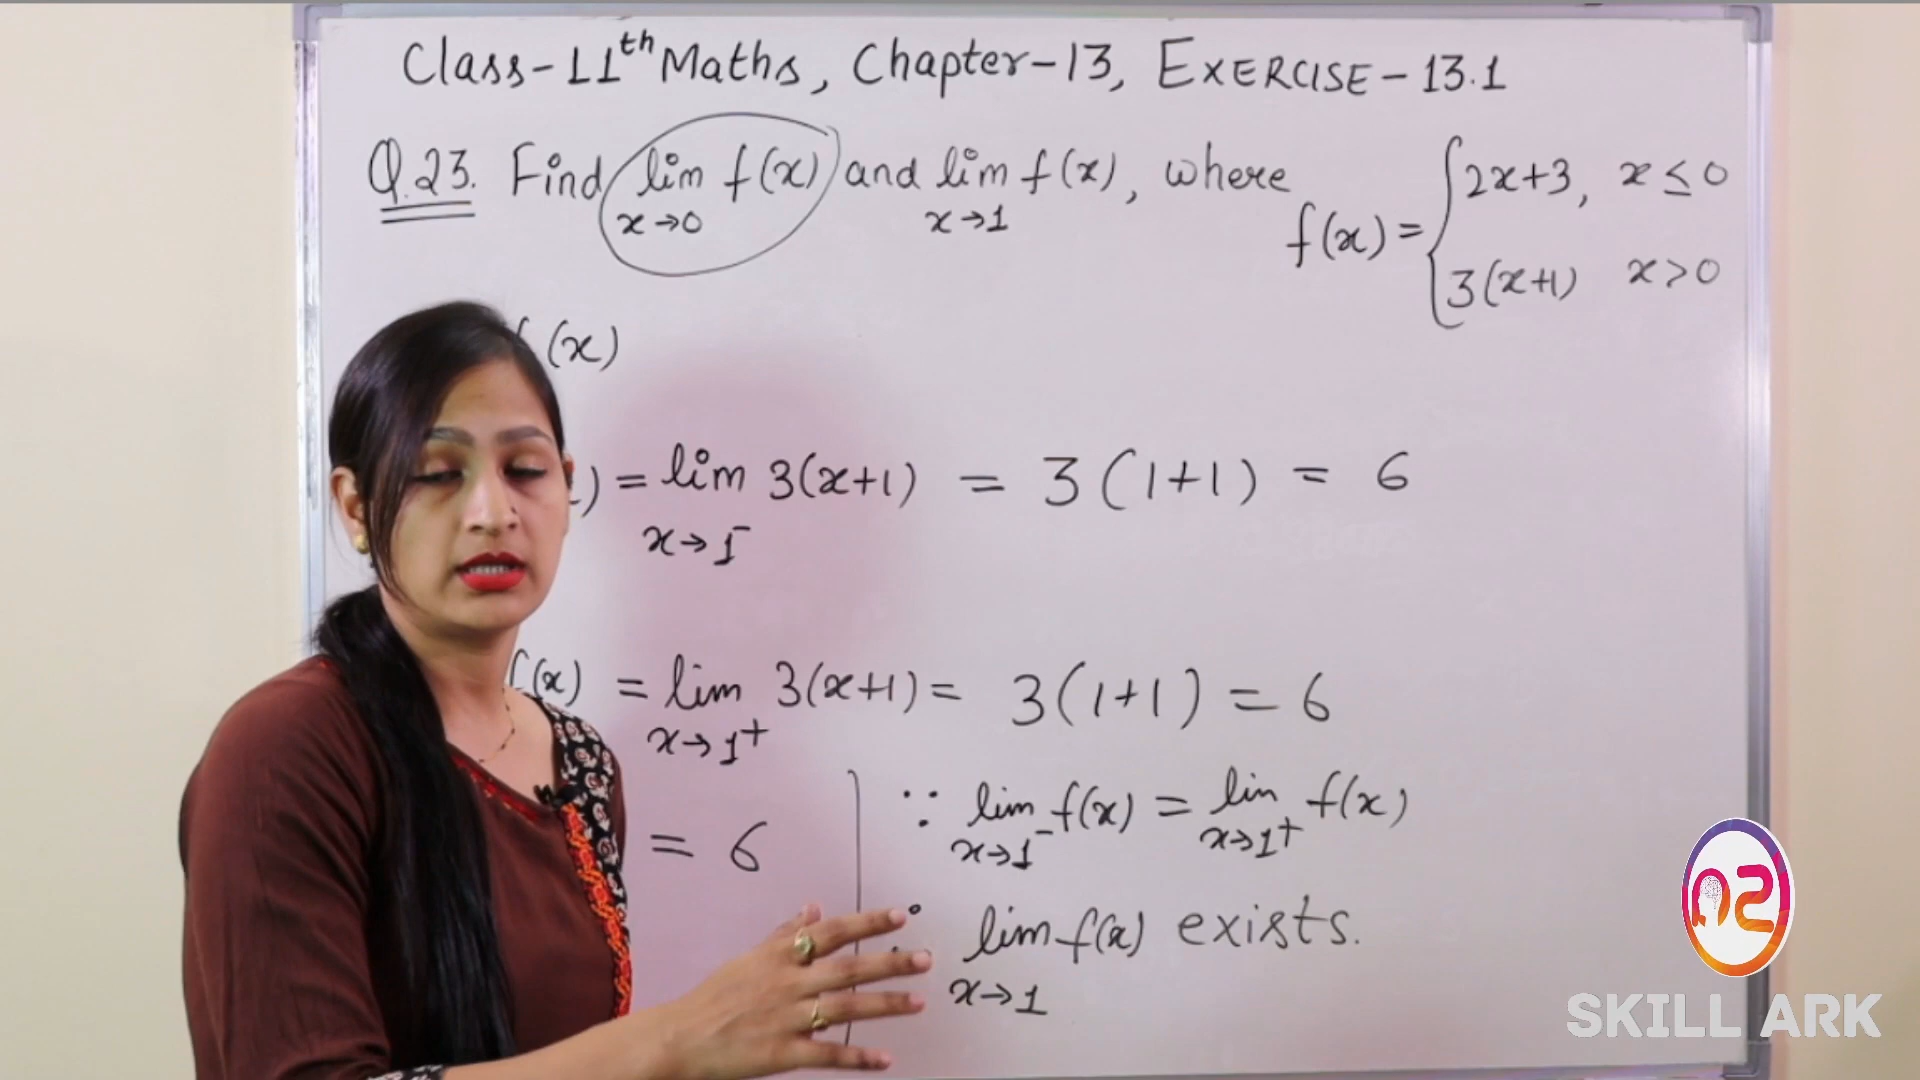 Class-11th Maths, Chapter-13, EXERCISE-13.1
Q.23. Find lim f(x) and lim f(x), where
x→0 x→1
f(x) = { 2x+3, x ≤ 0
3(x+1) x>0
(x)
) = lim 3(x+1) = 3(1+1) = 6
x→1⁻
f(x) = lim 3(x+1) = 3(1+1) = 6
x→1⁺
= 6
∵ lim f(x) = lim f(x)
x→1⁻ x→1⁺
lim f(x) exists.
x→1
SKILL ARK